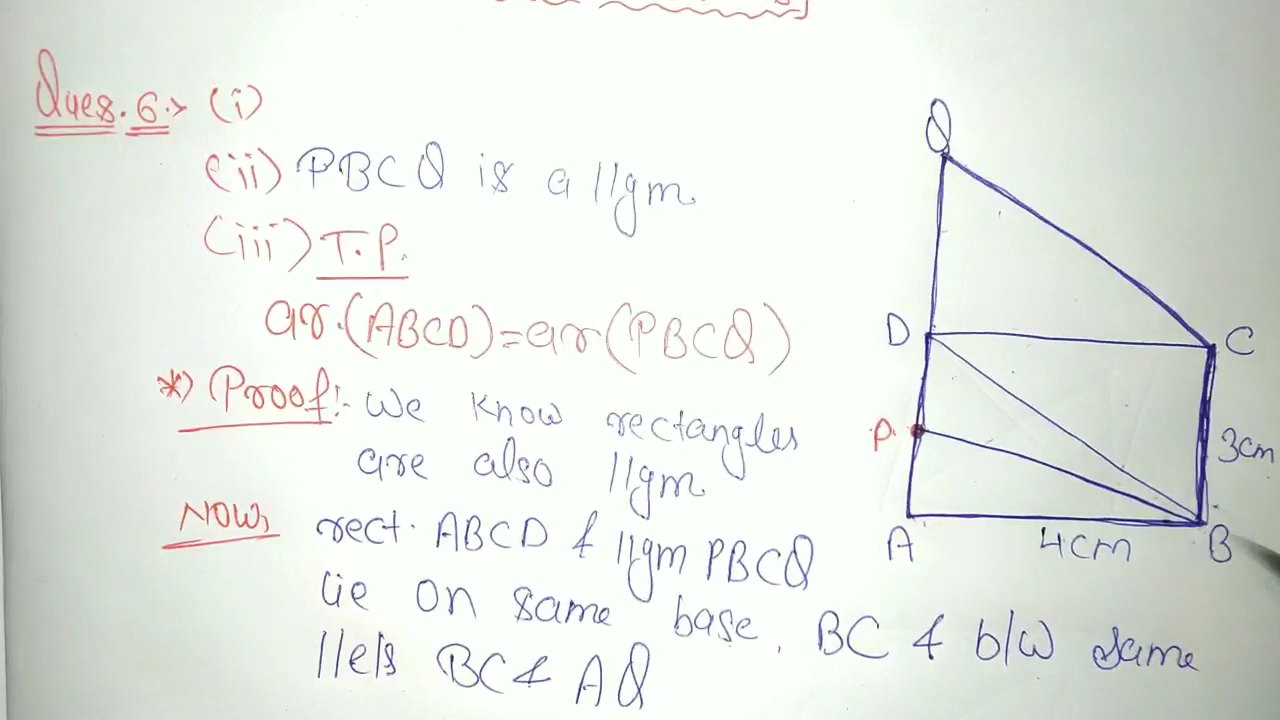 Ques. 6:> (i)
(ii) PBCQ is a ||gm
(iii) T.P.
ar.(ABCD)=ar(PBCQ)
*) Proof:- We know rectangles
are also ||gm
Now, rect. ABCD & ||gm PBCQ
lie on same base, BC & b/w same
||els BC & AQ
Q
D
C
P.
3cm
A
4cm
B